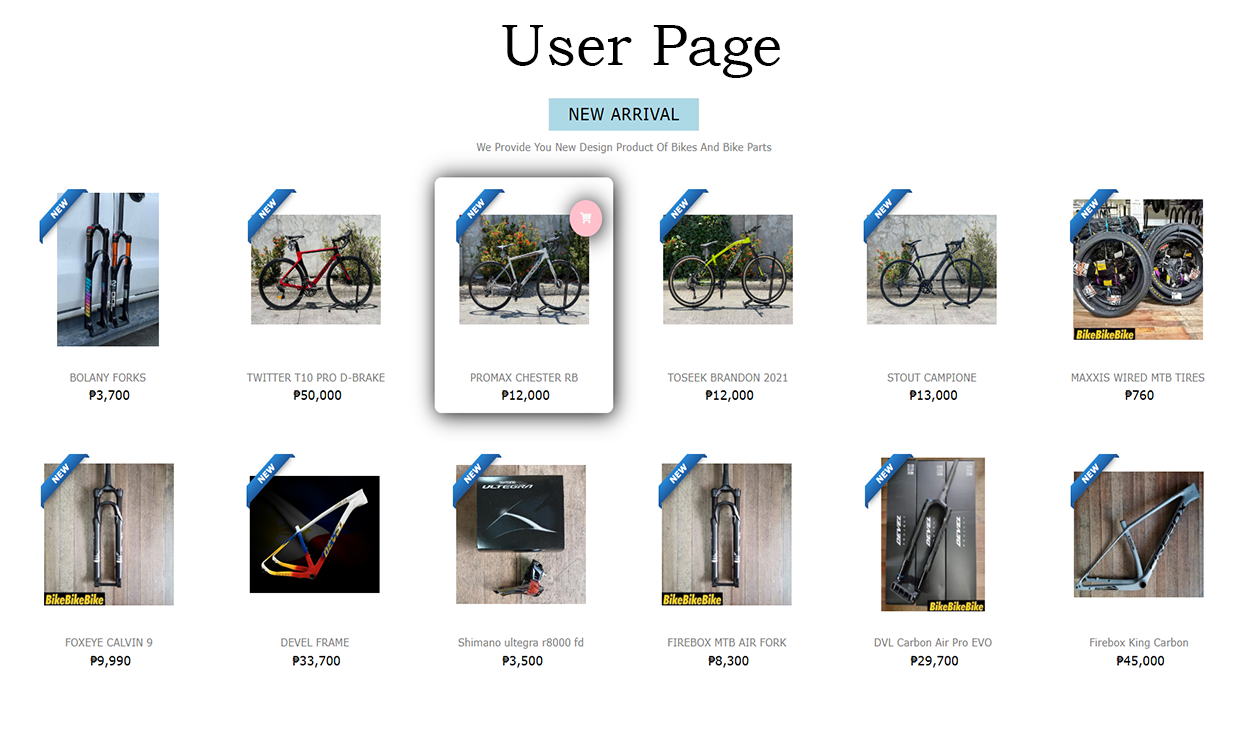 User Page
NEW ARRIVAL
We Provide You New Design Product Of Bikes And Bike Parts
NEW
NEW
NEW
NEW
NEW
NEW
BikeBikeBike
BOLANY FORKS
₱3,700
TWITTER T10 PRO D-BRAKE
₱50,000
PROMAX CHESTER RB
₱12,000
TOSEEK BRANDON 2021
₱12,000
STOUT CAMPIONE
₱13,000
MAXXIS WIRED MTB TIRES
₱760
NEW
BikeBikeBike
NEW
DEVEL
NEW
ULTEGRA
NEW
BikeBikeBike
NEW
DEVEL
DEVEL
DEVEL
BikeBikeBike
NEW
FOXEYE CALVIN 9
₱9,990
DEVEL FRAME
₱33,700
Shimano ultegra r8000 fd
₱3,500
FIREBOX MTB AIR FORK
₱8,300
DVL Carbon Air Pro EVO
₱29,700
Firebox King Carbon
₱45,000